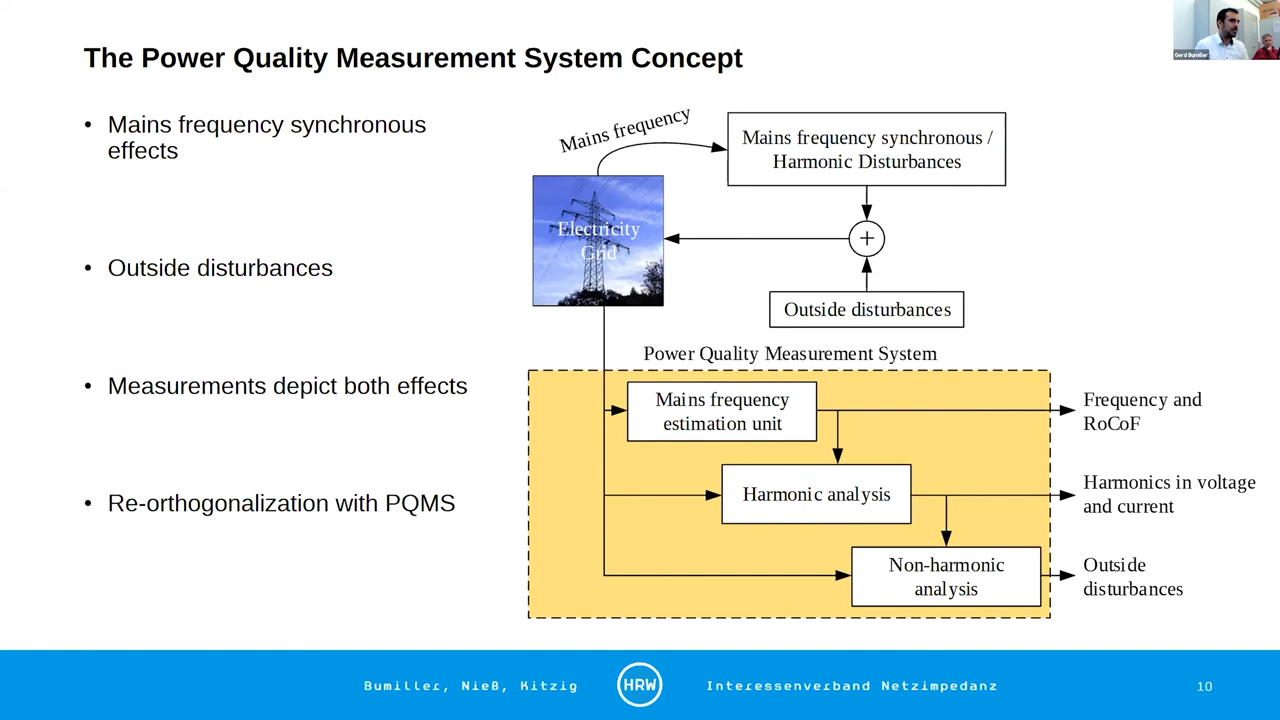 The Power Quality Measurement System Concept
Gerd Bumiller
• Mains frequency synchronous
effects
• Outside disturbances
• Measurements depict both effects
• Re-orthogonalization with PQMS
Mains frequency
Mains frequency synchronous /
Harmonic Disturbances
Electricity
Grid
+
Outside disturbances
Power Quality Measurement System
Mains frequency
estimation unit
Frequency and
RoCoF
Harmonic analysis
Harmonics in voltage
and current
Non-harmonic
analysis
Outside
disturbances
Bumiller, Nieß, Kitzig
HRW
Interessenverband Netzimpedanz
10